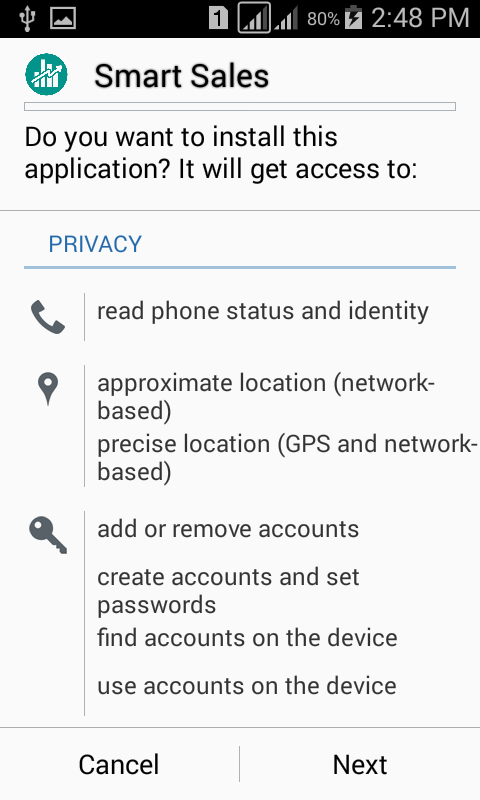 1 80% 2:48 PM
Smart Sales
Do you want to install this
application? It will get access to:
PRIVACY
read phone status and identity
approximate location (network-
based)
precise location (GPS and network-
based)
add or remove accounts
create accounts and set
passwords
find accounts on the device
use accounts on the device
Cancel Next